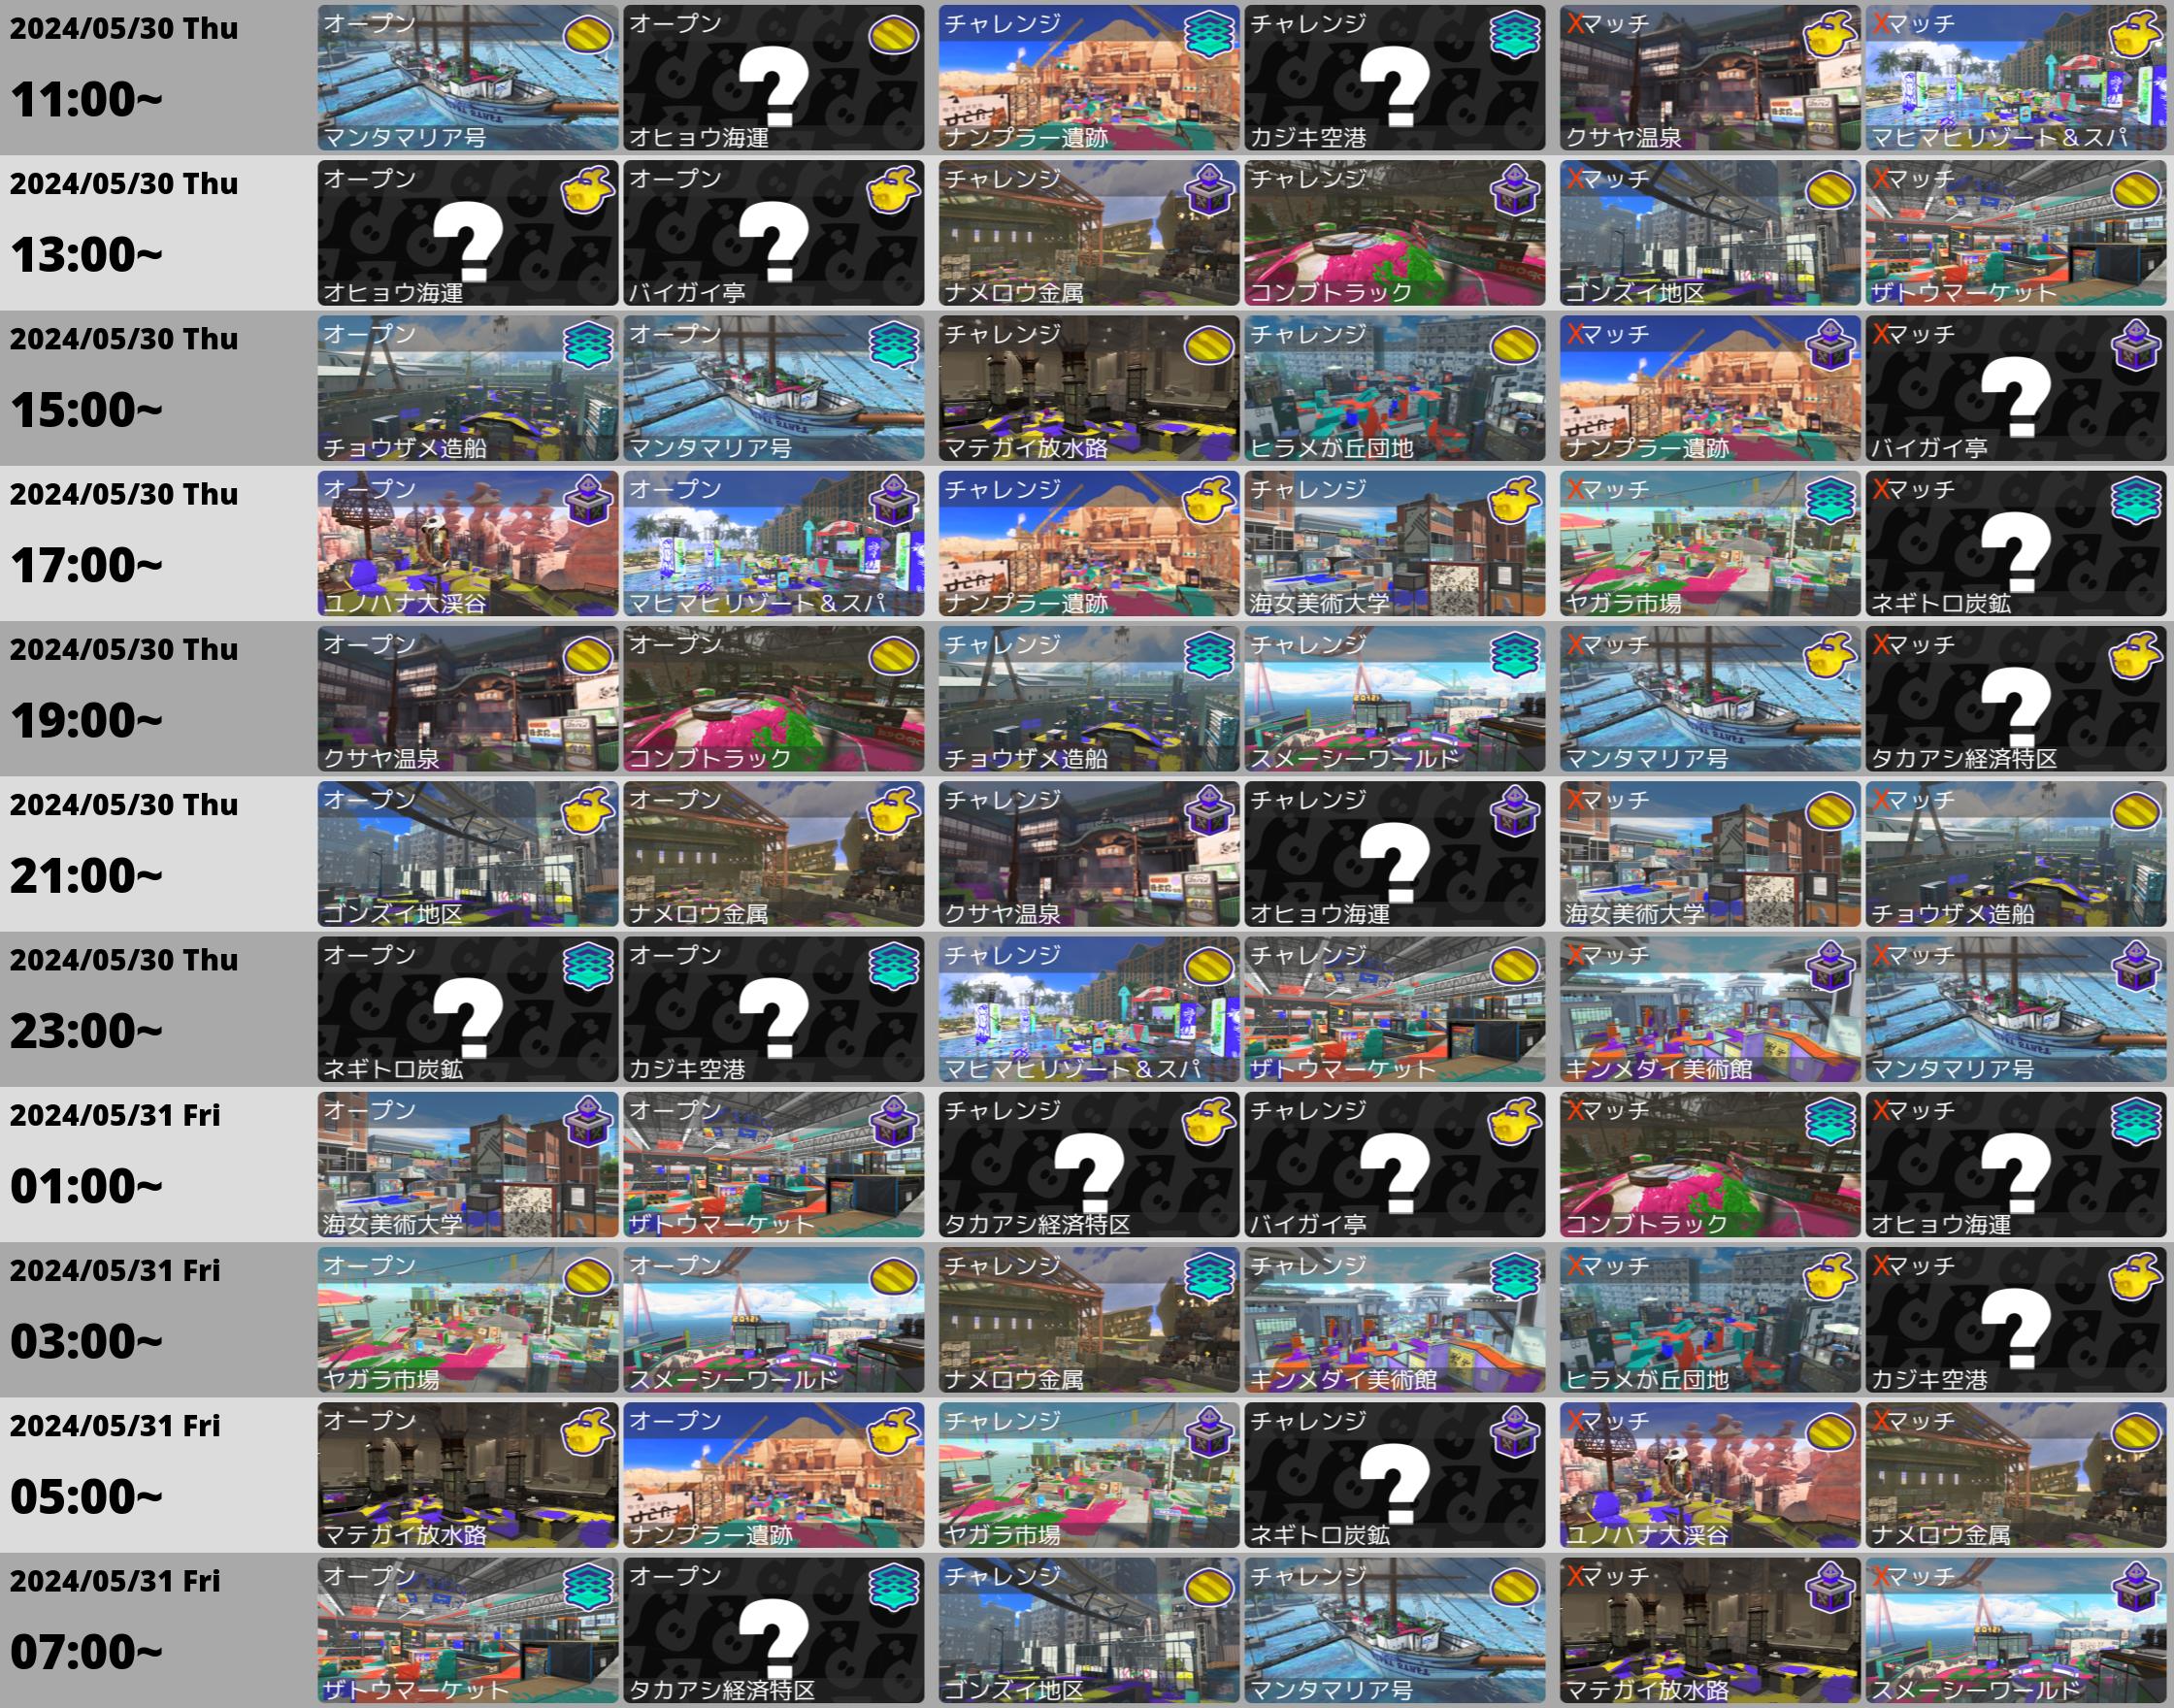 2024/05/30 Thu
11:00~
オープン
マンタマリア号
オープン
オヒョウ海運
チャレンジ
ナンプラー遺跡
チャレンジ
カジキ空港
Xマッチ
クサヤ温泉
Xマッチ
マヒマヒリゾート&スパ
2024/05/30 Thu
13:00~
オープン
オヒョウ海運
オープン
バイガイ亭
チャレンジ
ナメロウ金属
チャレンジ
コンブトラック
Xマッチ
ゴンズイ地区
Xマッチ
ザトウマーケット
2024/05/30 Thu
15:00~
オープン
チョウザメ造船
オープン
マンタマリア号
チャレンジ
マテガイ放水路
チャレンジ
ヒラメが丘団地
Xマッチ
ナンプラー遺跡
Xマッチ
バイガイ亭
2024/05/30 Thu
17:00~
オープン
ユノハナ大渓谷
オープン
マヒマヒリゾート&スパ
チャレンジ
ナンプラー遺跡
チャレンジ
海女美術大学
Xマッチ
ヤガラ市場
Xマッチ
ネギトロ炭鉱
2024/05/30 Thu
19:00~
オープン
クサヤ温泉
オープン
コンブトラック
チャレンジ
チョウザメ造船
チャレンジ
スメーシーワールド
Xマッチ
マンタマリア号
Xマッチ
タカアシ経済特区
2024/05/30 Thu
21:00~
オープン
ゴンズイ地区
オープン
ナメロウ金属
チャレンジ
クサヤ温泉
チャレンジ
オヒョウ海運
Xマッチ
海女美術大学
Xマッチ
チョウザメ造船
2024/05/30 Thu
23:00~
オープン
ネギトロ炭鉱
オープン
カジキ空港
チャレンジ
マヒマヒリゾート&スパ
チャレンジ
ザトウマーケット
Xマッチ
キンメダイ美術館
Xマッチ
マンタマリア号
2024/05/31 Fri
01:00~
オープン
海女美術大学
オープン
ザトウマーケット
チャレンジ
タカアシ経済特区
チャレンジ
バイガイ亭
Xマッチ
コンブトラック
Xマッチ
オヒョウ海運
2024/05/31 Fri
03:00~
オープン
ヤガラ市場
オープン
スメーシーワールド
チャレンジ
ナメロウ金属
チャレンジ
キンメダイ美術館
Xマッチ
ヒラメが丘団地
Xマッチ
カジキ空港
2024/05/31 Fri
05:00~
オープン
マテガイ放水路
オープン
ナンプラー遺跡
チャレンジ
ヤガラ市場
チャレンジ
ネギトロ炭鉱
Xマッチ
ユノハナ大渓谷
Xマッチ
ナメロウ金属
2024/05/31 Fri
07:00~
オープン
ザトウマーケット
オープン
タカアシ経済特区
チャレンジ
ゴンズイ地区
チャレンジ
マンタマリア号
Xマッチ
マテガイ放水路
Xマッチ
スメーシーワールド